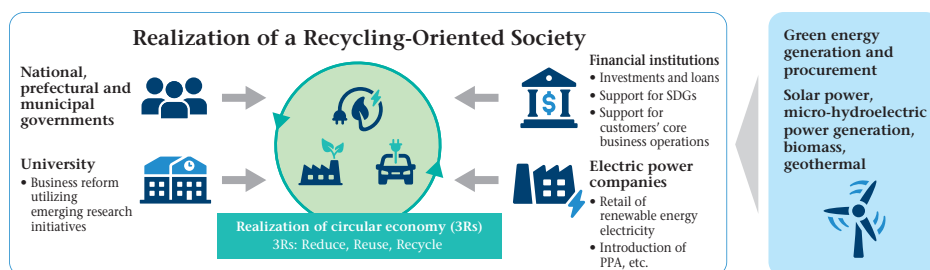 Realization of a Recycling-Oriented Society
National,
prefectural and
municipal
governments
University
• Business reform
utilizing
emerging research
initiatives
Realization of circular economy (3Rs)
3Rs: Reduce, Reuse, Recycle
Financial institutions
• Investments and loans
• Support for SDGs
• Support for
customers' core
business operations
$
Electric power
companies
• Retail of
renewable energy
electricity
• Introduction of
PPA, etc.
Green energy
generation and
procurement
Solar power,
micro-hydroelectric
power generation,
biomass,
geothermal